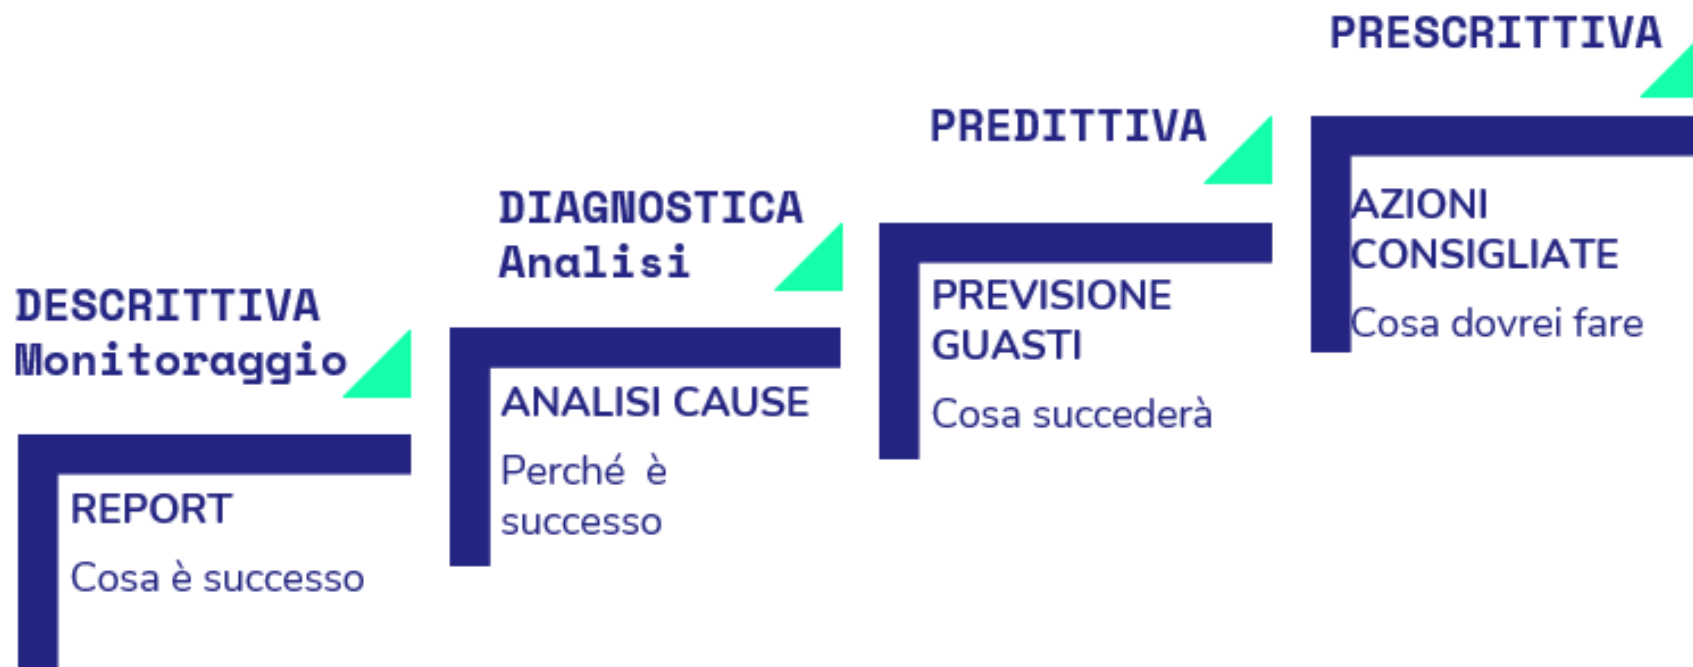 DESCRITTIVA
Monitoraggio
REPORT
Cosa è successo
DIAGNOSTICA
Analisi
ANALISI CAUSE
Perché è
successo
PREDITTIVA
PREVISIONE
GUASTI
Cosa succederà
PRESCRITTIVA
AZIONI
CONSIGLIATE
Cosa dovrei fare